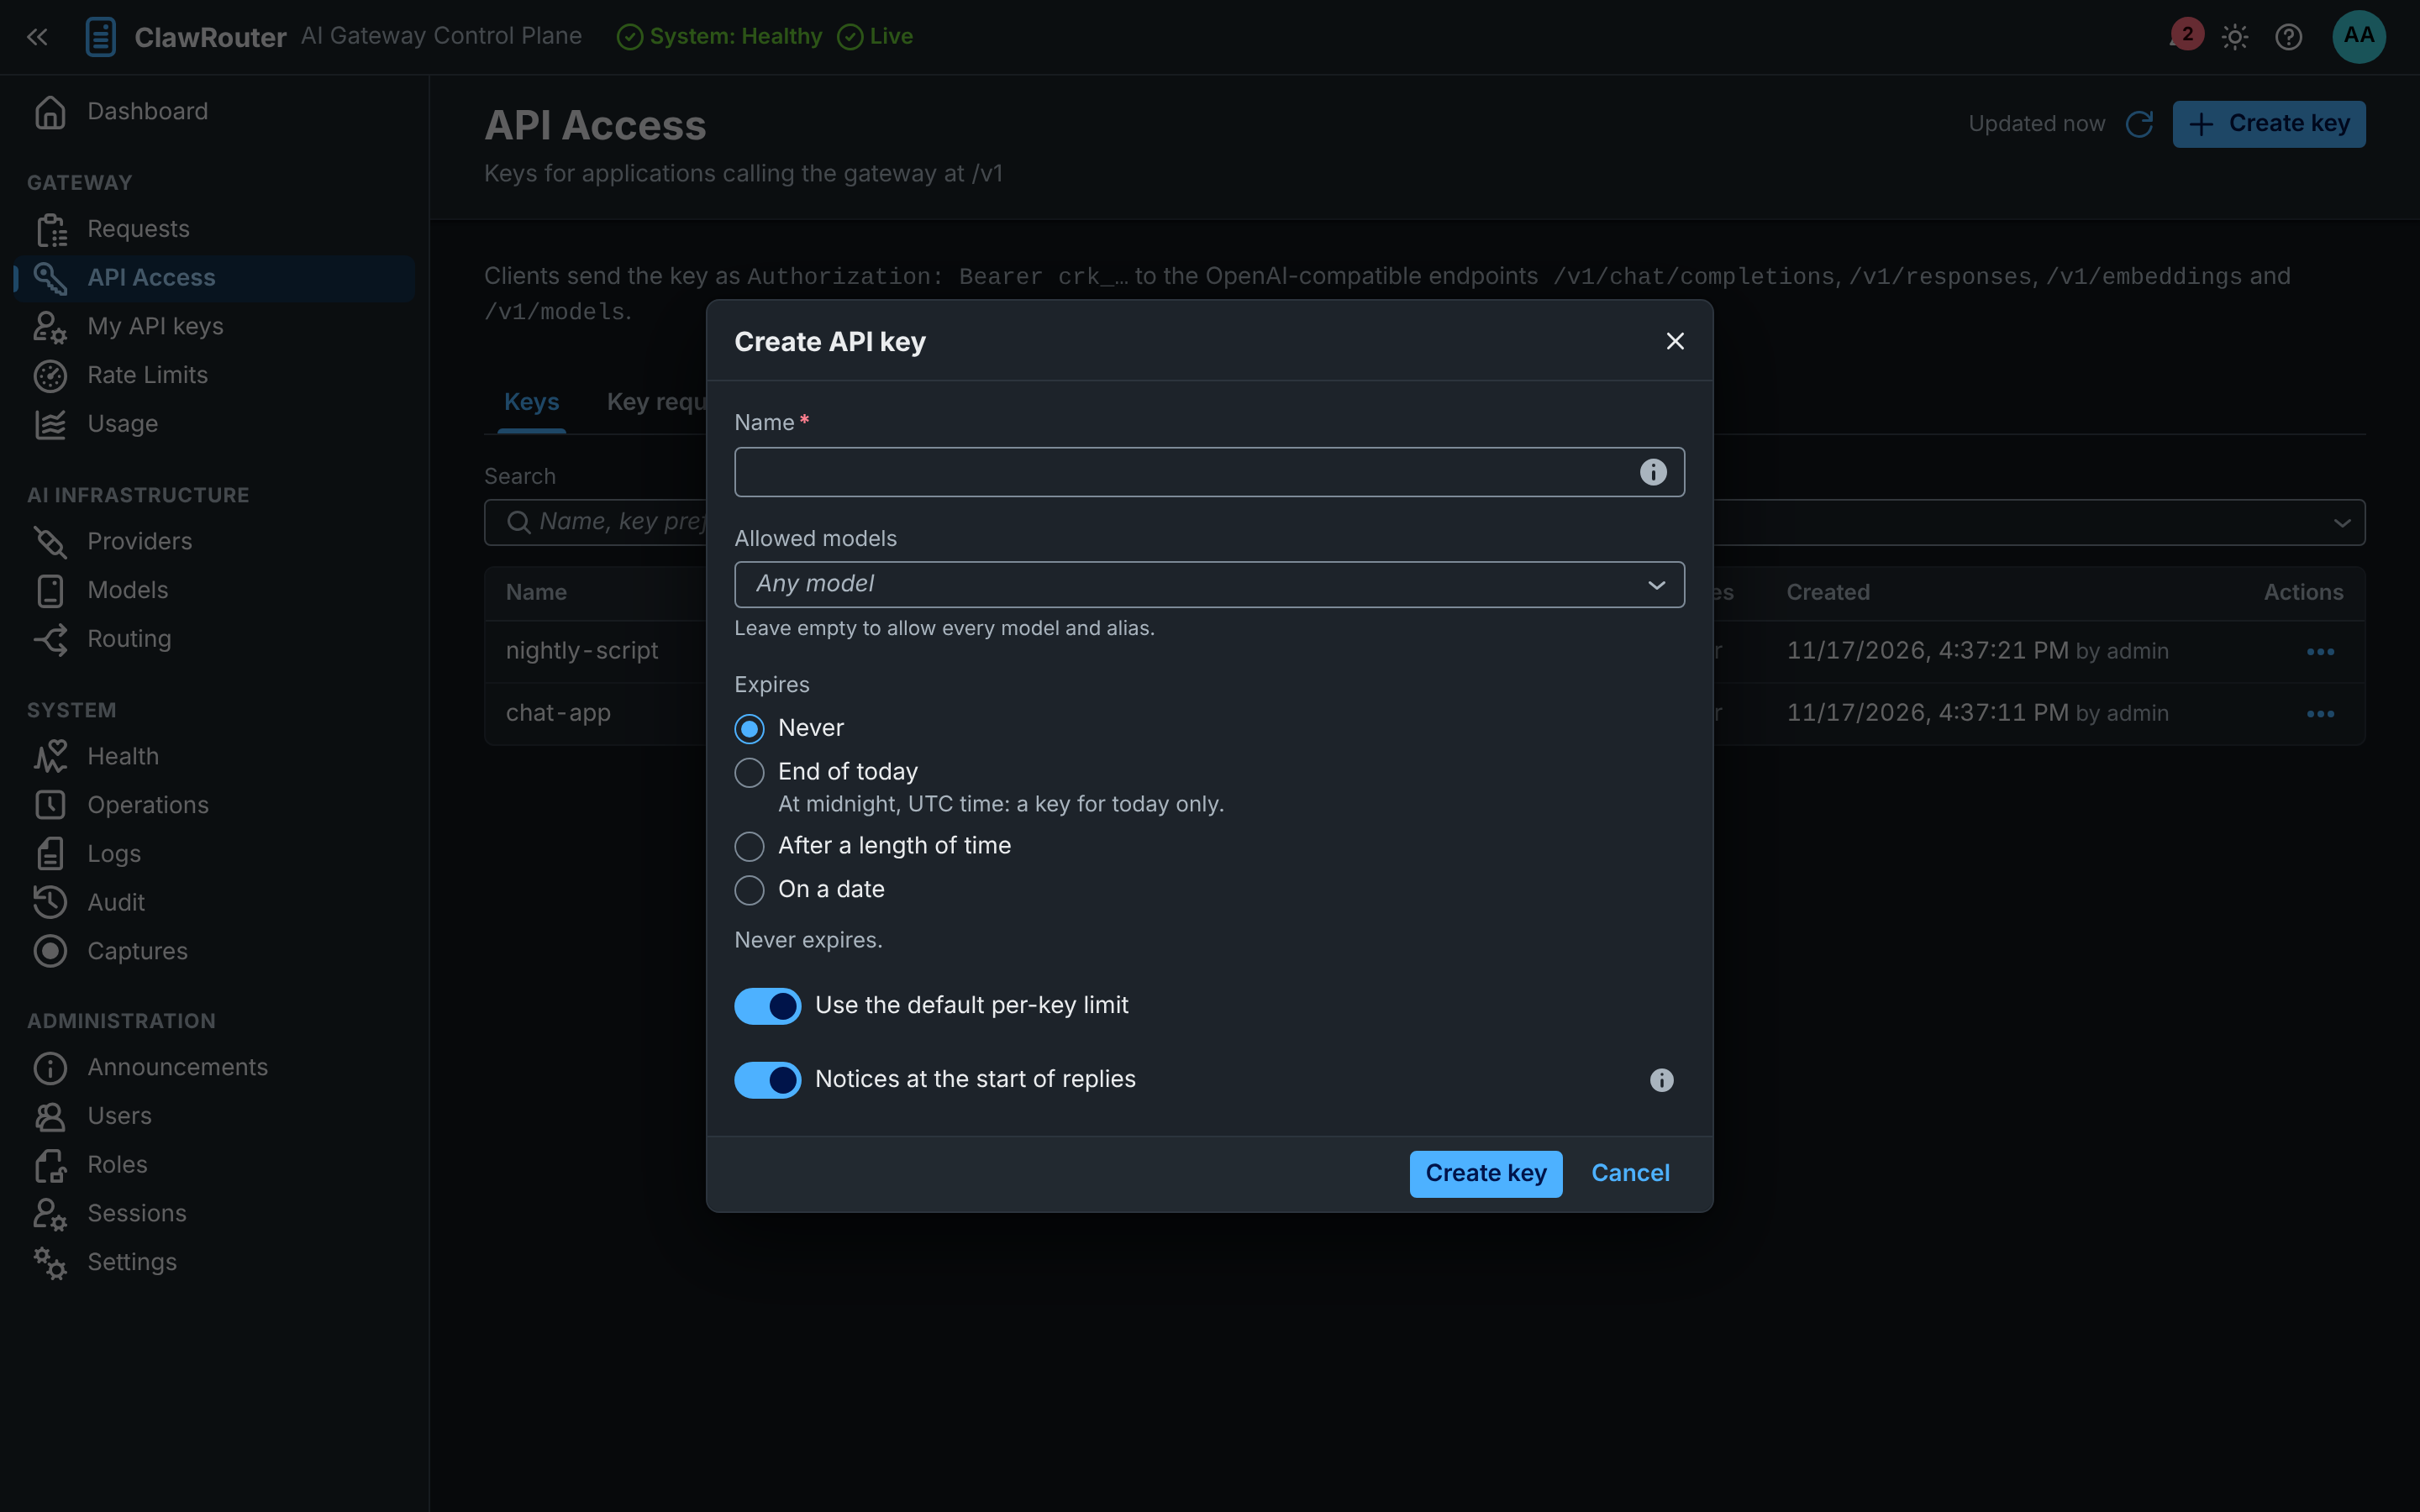 ClawRouter AI Gateway Control Plane System: Healthy Live 2 AA
Dashboard
GATEWAY
Requests
API Access
My API keys
Rate Limits
Usage
AI INFRASTRUCTURE
Providers
Models
Routing
SYSTEM
Health
Operations
Logs
Audit
Captures
ADMINISTRATION
Announcements
Users
Roles
Sessions
Settings
API Access
Keys for applications calling the gateway at /v1
Updated now
Create key
Clients send the key as Authorization: Bearer crk_… to the OpenAI-compatible endpoints /v1/chat/completions, /v1/responses, /v1/embeddings and
/v1/models.
Keys Key requ
Search
Name, key pref
Name Created Actions
nightly-script 11/17/2026, 4:37:21 PM by admin
chat-app 11/17/2026, 4:37:11 PM by admin
Create API key
Name *
Allowed models
Any model
Leave empty to allow every model and alias.
Expires
Never
End of today
At midnight, UTC time: a key for today only.
After a length of time
On a date
Never expires.
Use the default per-key limit
Notices at the start of replies
Create key Cancel